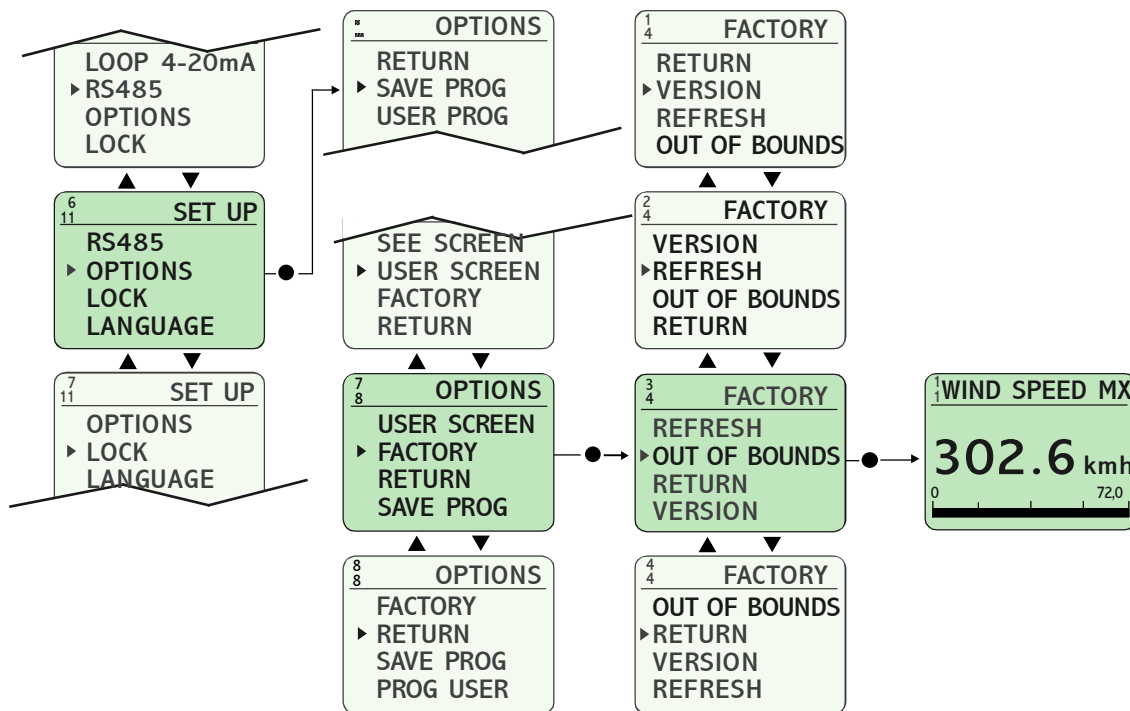 LOOP 4-20mA
RS485
OPTIONS
LOCK
6
11
SET UP
RS485
OPTIONS
LOCK
LANGUAGE
7
11
SET UP
OPTIONS
LOCK
LANGUAGE
OPTIONS
RETURN
SAVE PROG
USER PROG
SEE SCREEN
USER SCREEN
FACTORY
RETURN
7
8
OPTIONS
USER SCREEN
FACTORY
RETURN
SAVE PROG
8
8
OPTIONS
FACTORY
RETURN
SAVE PROG
PROG USER
1
4
FACTORY
RETURN
VERSION
REFRESH
OUT OF BOUNDS
2
4
FACTORY
VERSION
REFRESH
OUT OF BOUNDS
RETURN
3
4
FACTORY
REFRESH
OUT OF BOUNDS
RETURN
VERSION
4
4
FACTORY
OUT OF BOUNDS
RETURN
VERSION
REFRESH
1
1
WIND SPEED MX
302.6 kmh
0 72,0